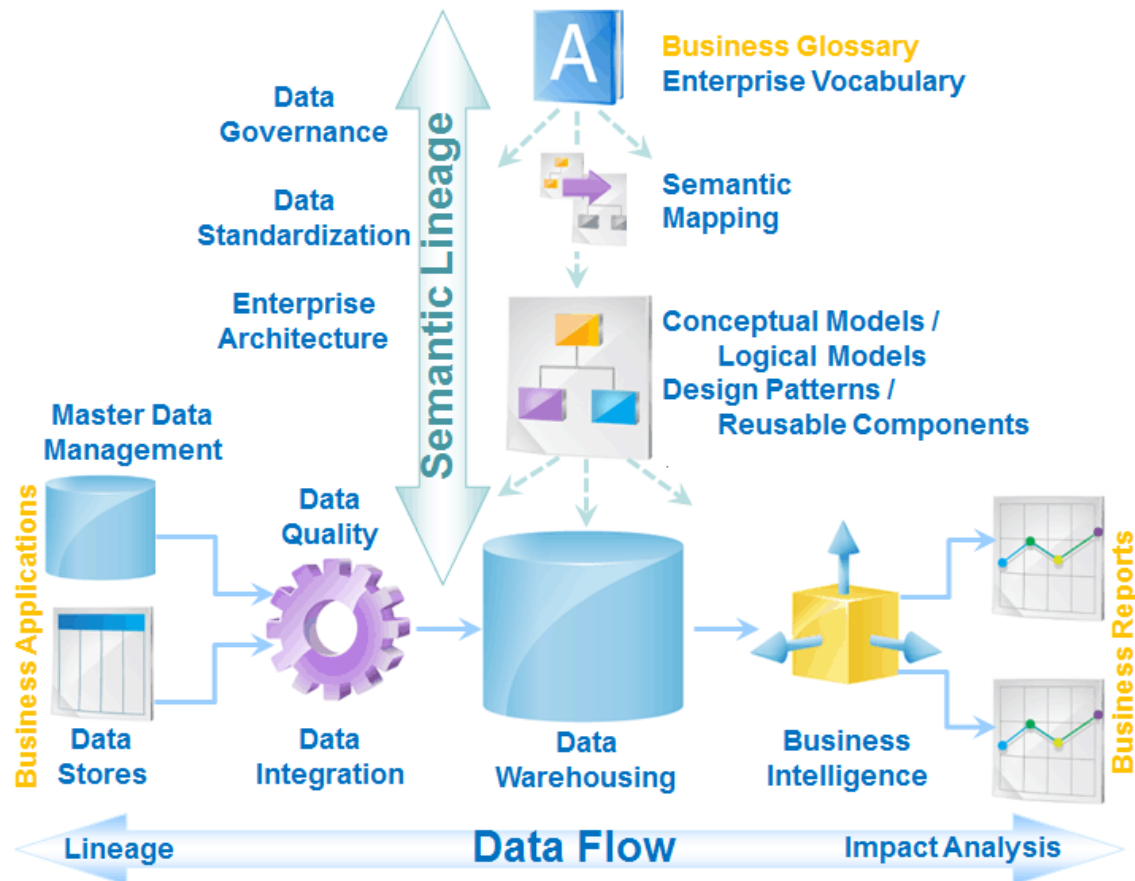 A
Business Glossary
Enterprise Vocabulary
Data
Governance
Semantic Lineage
Semantic
Mapping
Data
Standardization
Enterprise
Architecture
Conceptual Models /
Logical Models
Design Patterns /
Reusable Components
Master Data
Management
Business Applications
Data
Quality
Business Reports
Data
Stores
Data
Integration
Data
Warehousing
Business
Intelligence
Lineage
Data Flow
Impact Analysis